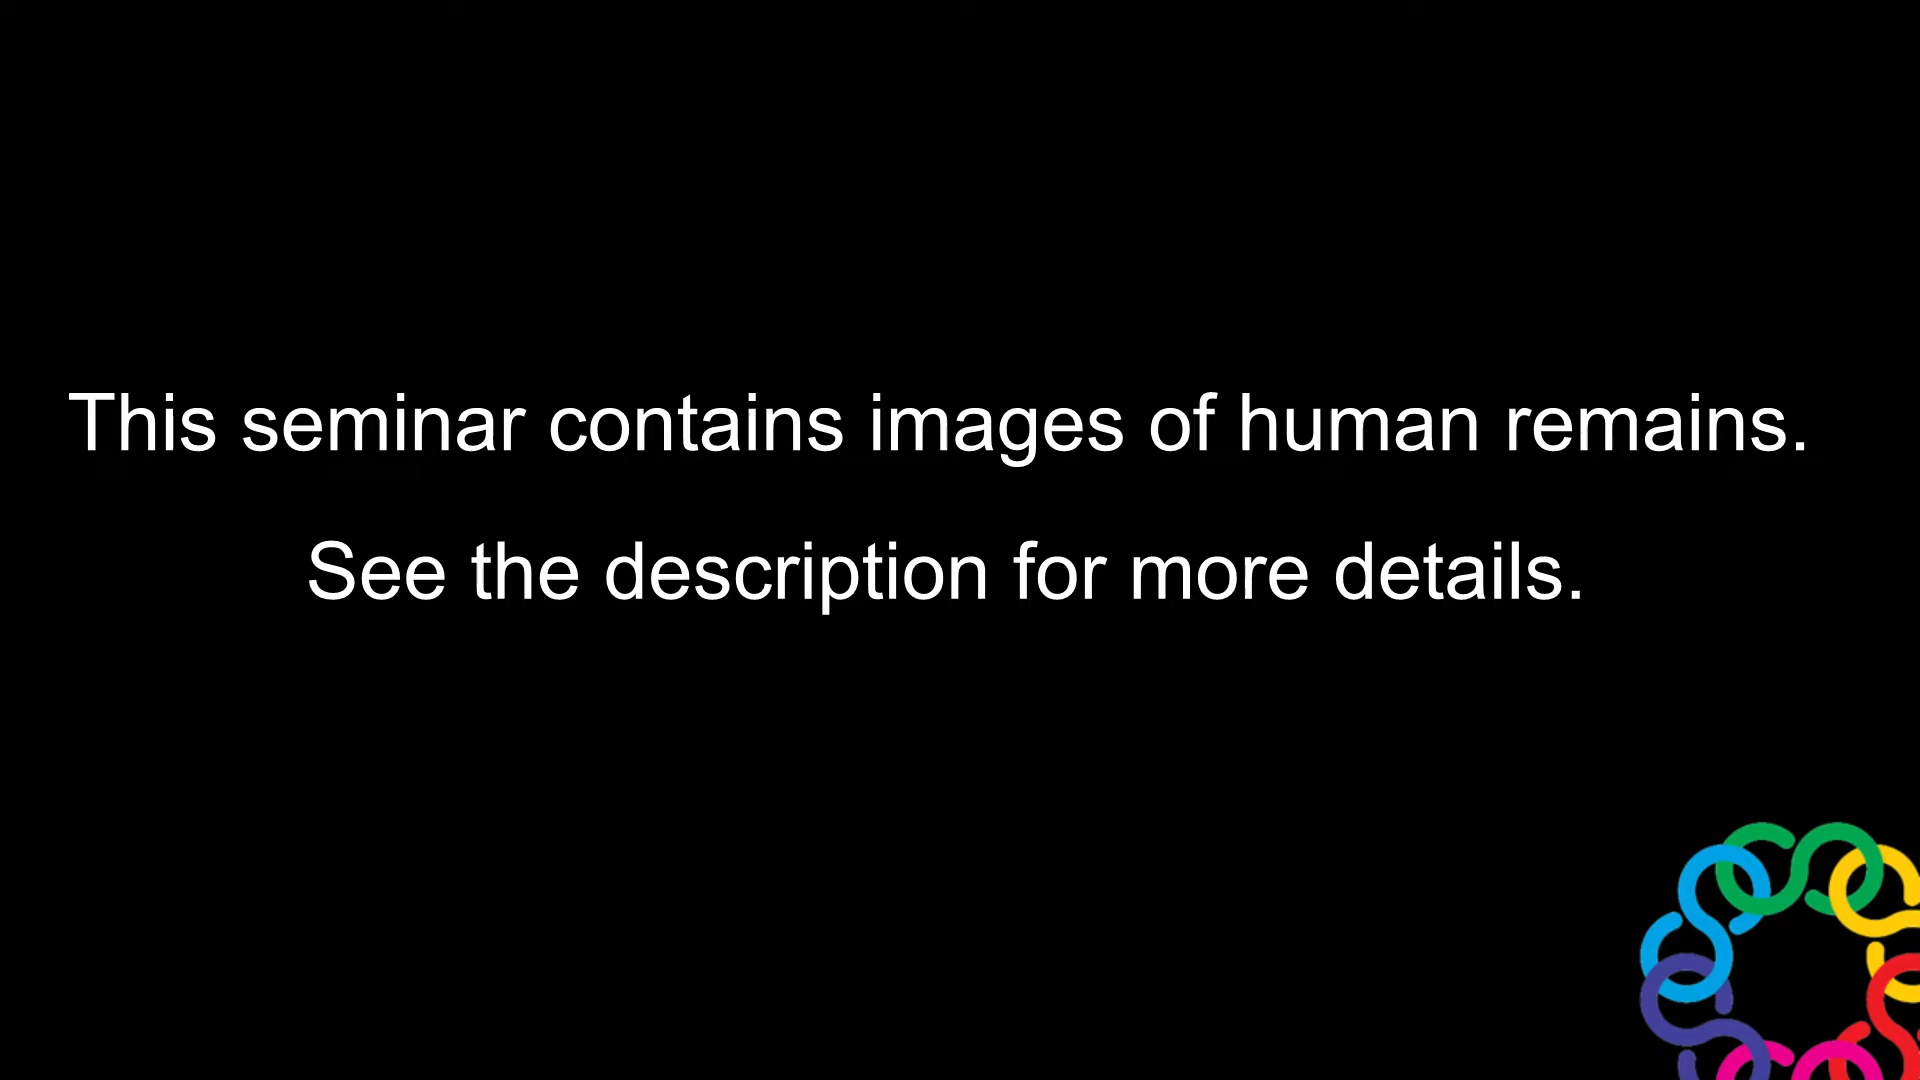 This seminar contains images of human remains.
See the description for more details.